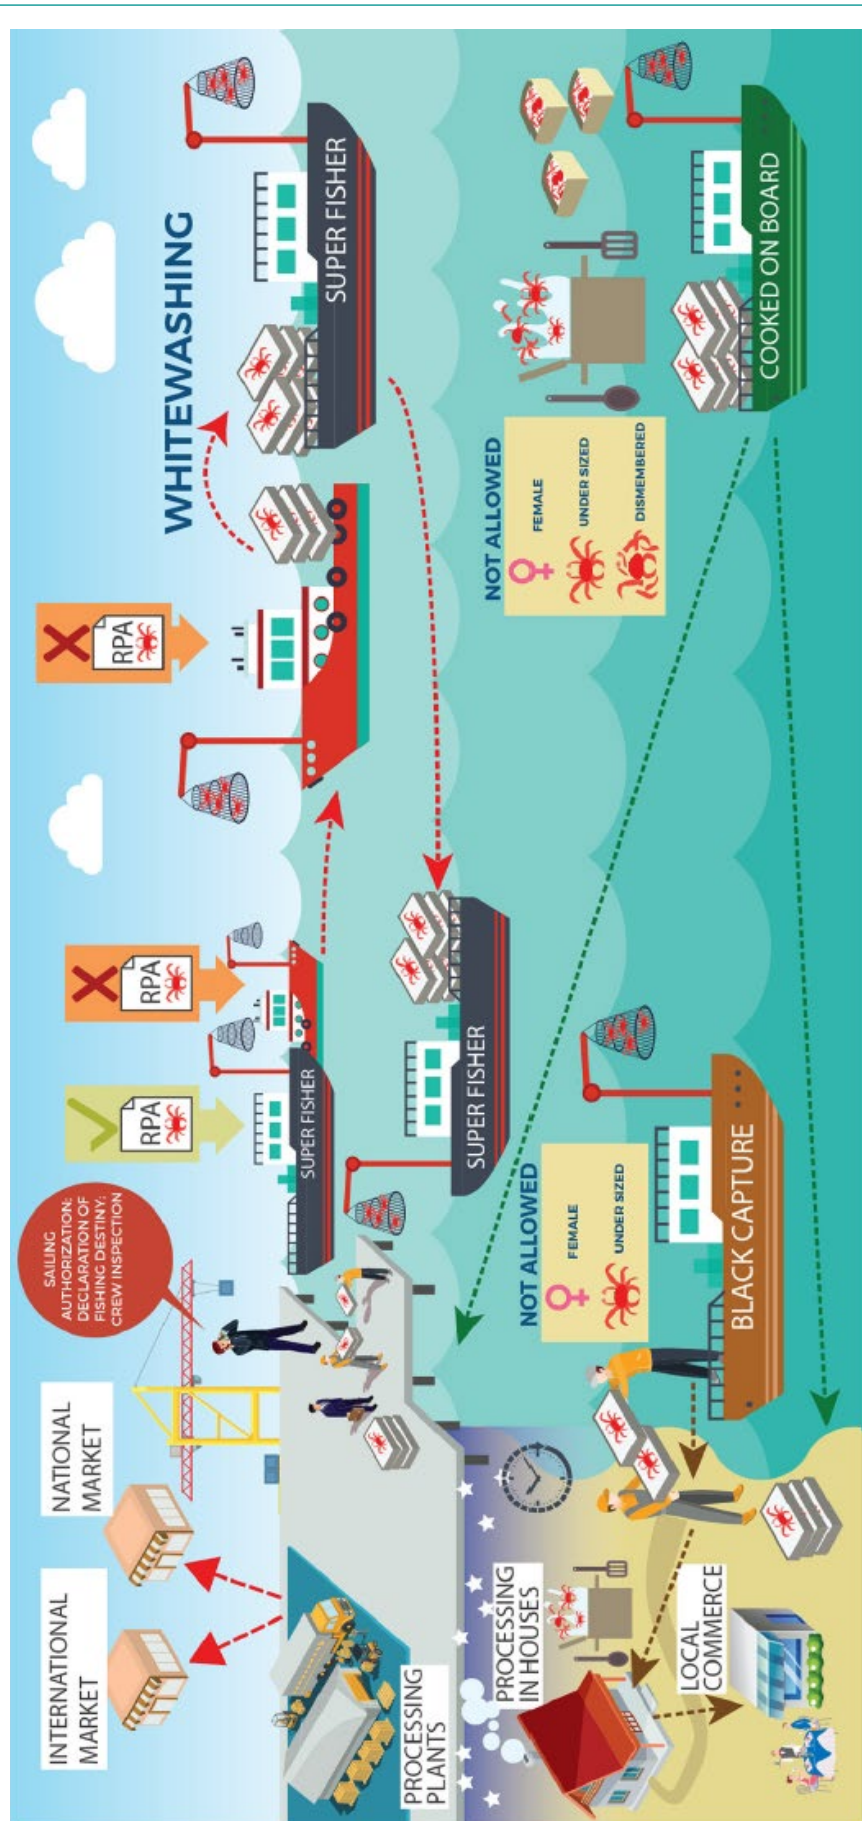 INTERNATIONAL
MARKET
NATIONAL
MARKET
SAILING
AUTHORIZATION:
DECLARATION OF
FISHING DESTINY;
CREW INSPECTION
RPA
RPA
RPA
WHITEWASHING
SUPER FISHER
SUPER FISHER
SUPER FISHER
PROCESSING
PLANTS
PROCESSING
IN HOUSES
LOCAL
COMMERCE
NOT ALLOWED
FEMALE
UNDER SIZED
BLACK CAPTURE
NOT ALLOWED
FEMALE
UNDER SIZED
DISMEMBERED
COOKED ON BOARD